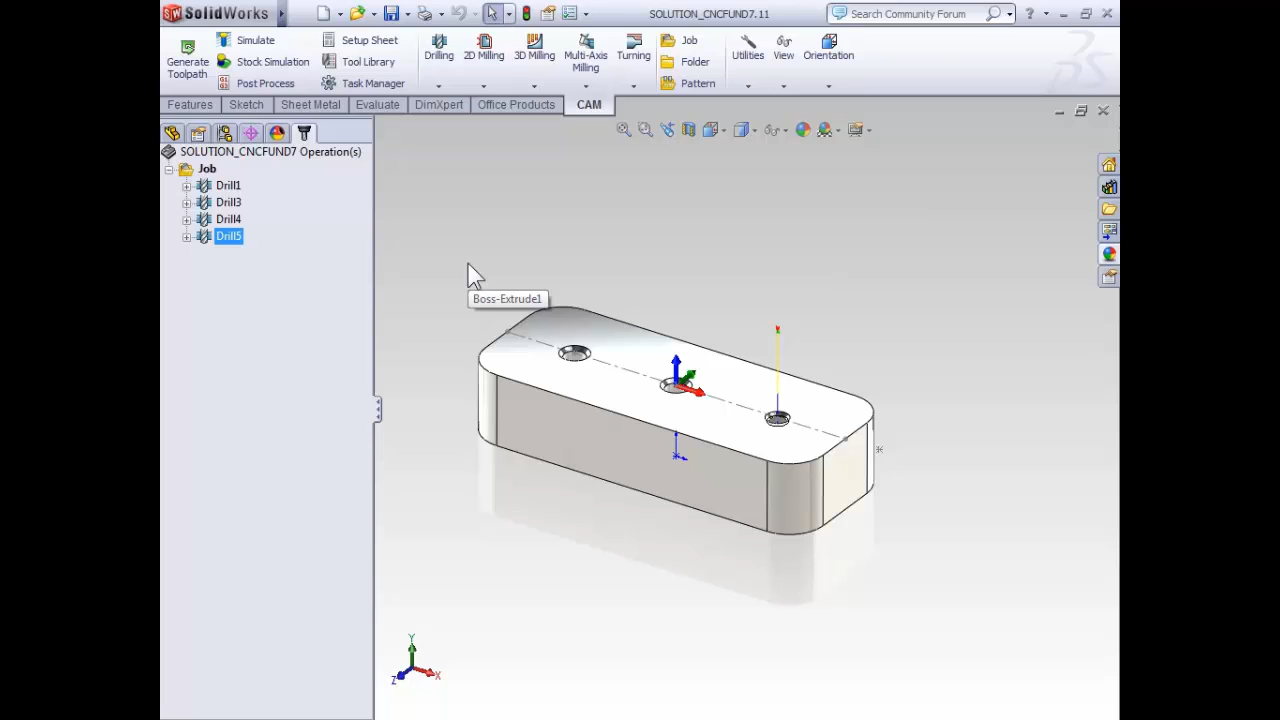 SolidWorks
SOLUTION_CNCFUND7.11
Search Community Forum
?
Generate Toolpath
Simulate
Stock Simulation
Post Process
Setup Sheet
Tool Library
Task Manager
Drilling
2D Milling
3D Milling
Multi-Axis Milling
Turning
Job
Folder
Pattern
Utilities
View
Orientation
Features
Sketch
Sheet Metal
Evaluate
DimXpert
Office Products
CAM
SOLUTION_CNCFUND7 Operation(s)
Job
Drill1
Drill3
Drill4
Drill5
Boss-Extrude1
Y
Z
X